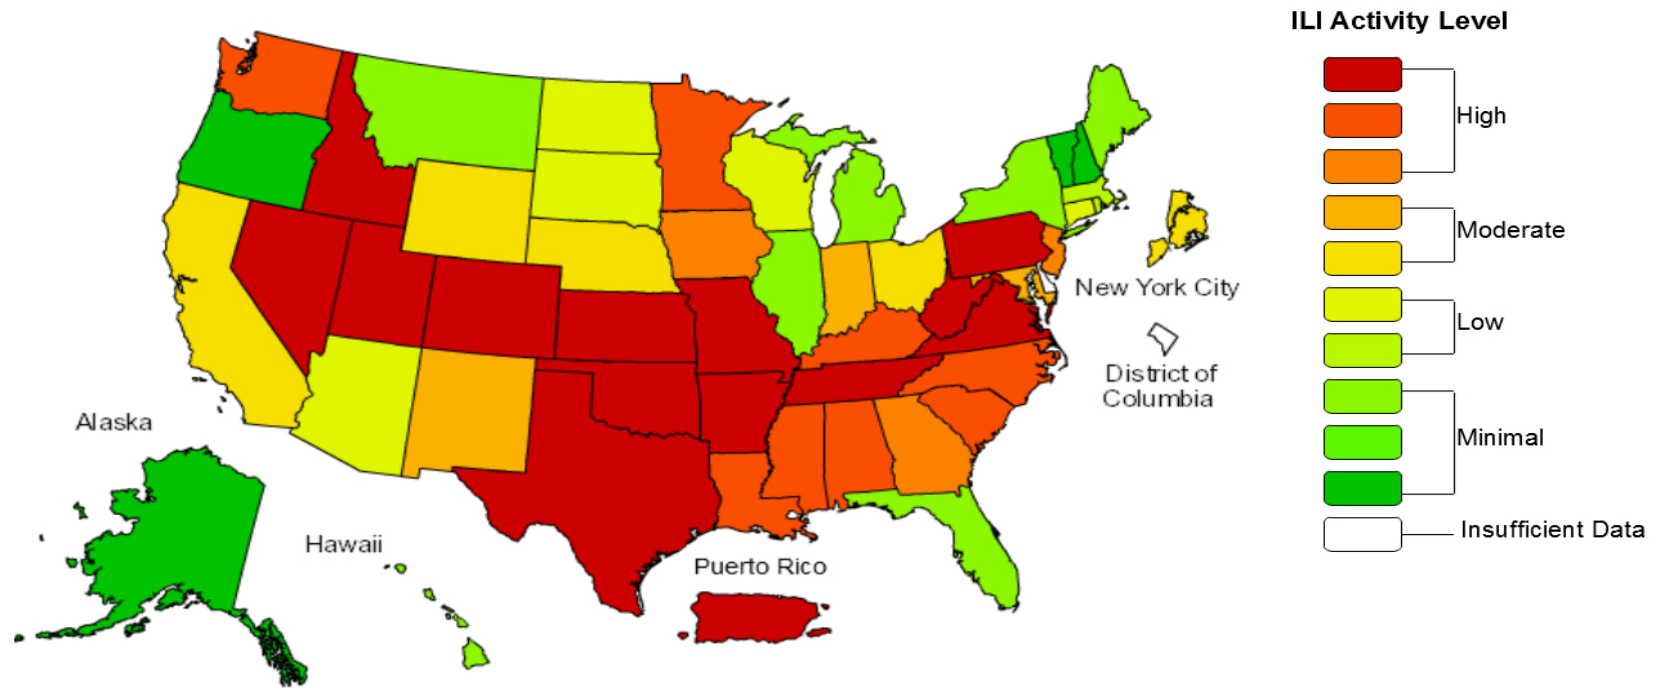 ILI Activity Level
High
Moderate
Low
Minimal
Insufficient Data
New York City
District of
Columbia
Alaska
Hawaii
Puerto Rico